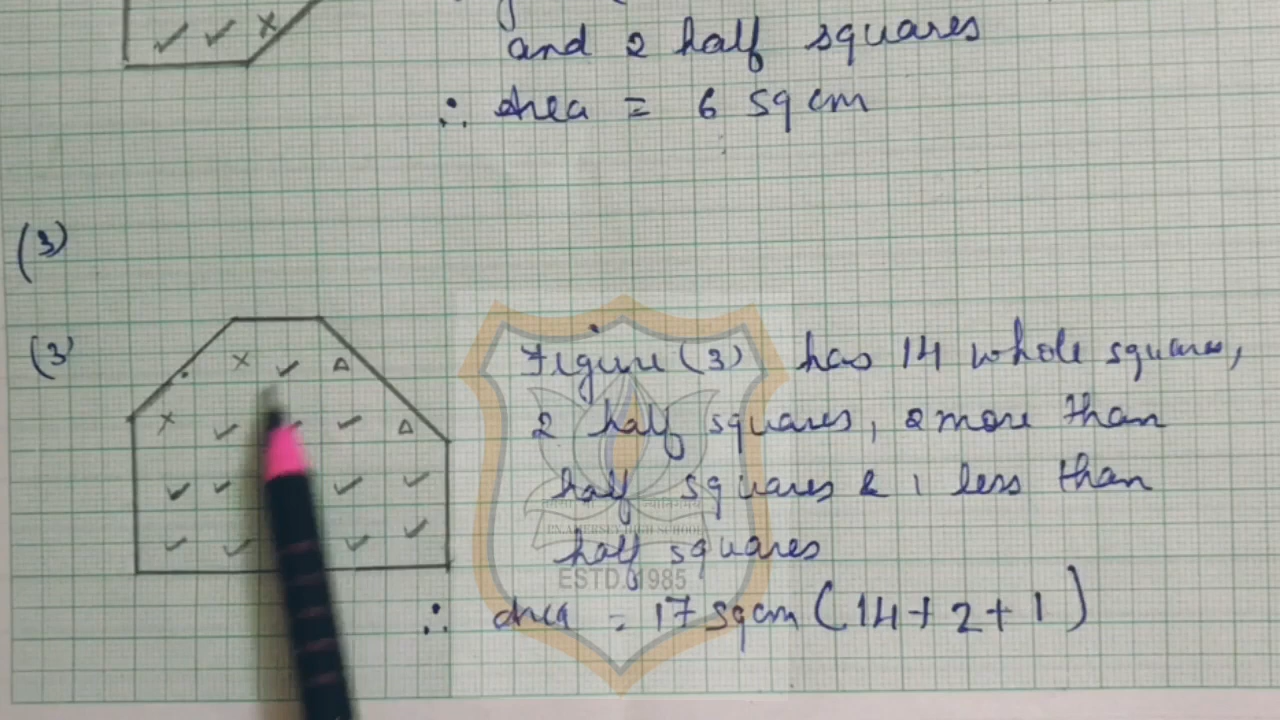 and 2 half squares
∴ Area = 6 sq cm
(3)
(3
Figure (3) has 14 whole squares,
2 half squares, 2 more than
half squares & 1 less than
half squares
ESTD. 1985
∴ Area = 17 sq cm (14+2+1)